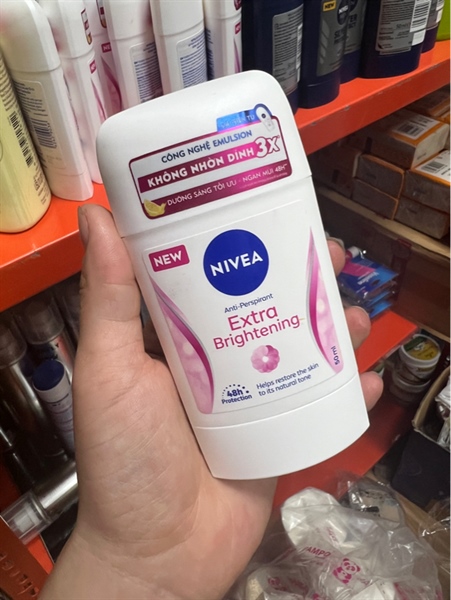 CÔNG NGHỆ EMULSION
KHÔNG NHỜN DÍNH 3X
DƯỠNG SÁNG TỐI ƯU - NGĂN MÙI 48H
NEW
NIVEA
Anti-Perspirant
Extra
Brightening
48h
Protection
Helps restore the skin
to its natural tone
50ml